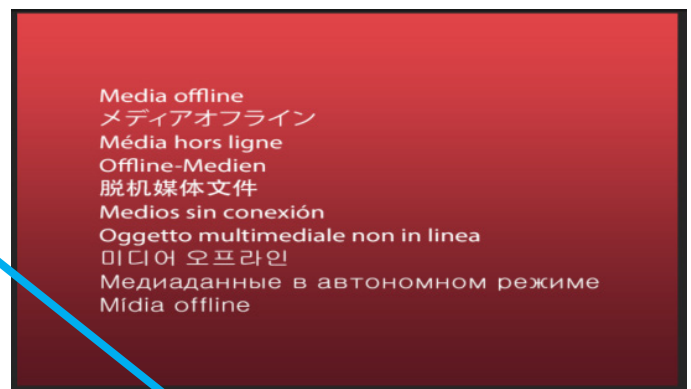 Media offline
メディアオフライン
Média hors ligne
Offline-Medien
脱机媒体文件
Medios sin conexión
Oggetto multimediale non in linea
미디어 오프라인
Медиаданные в автономном режиме
Mídia offline